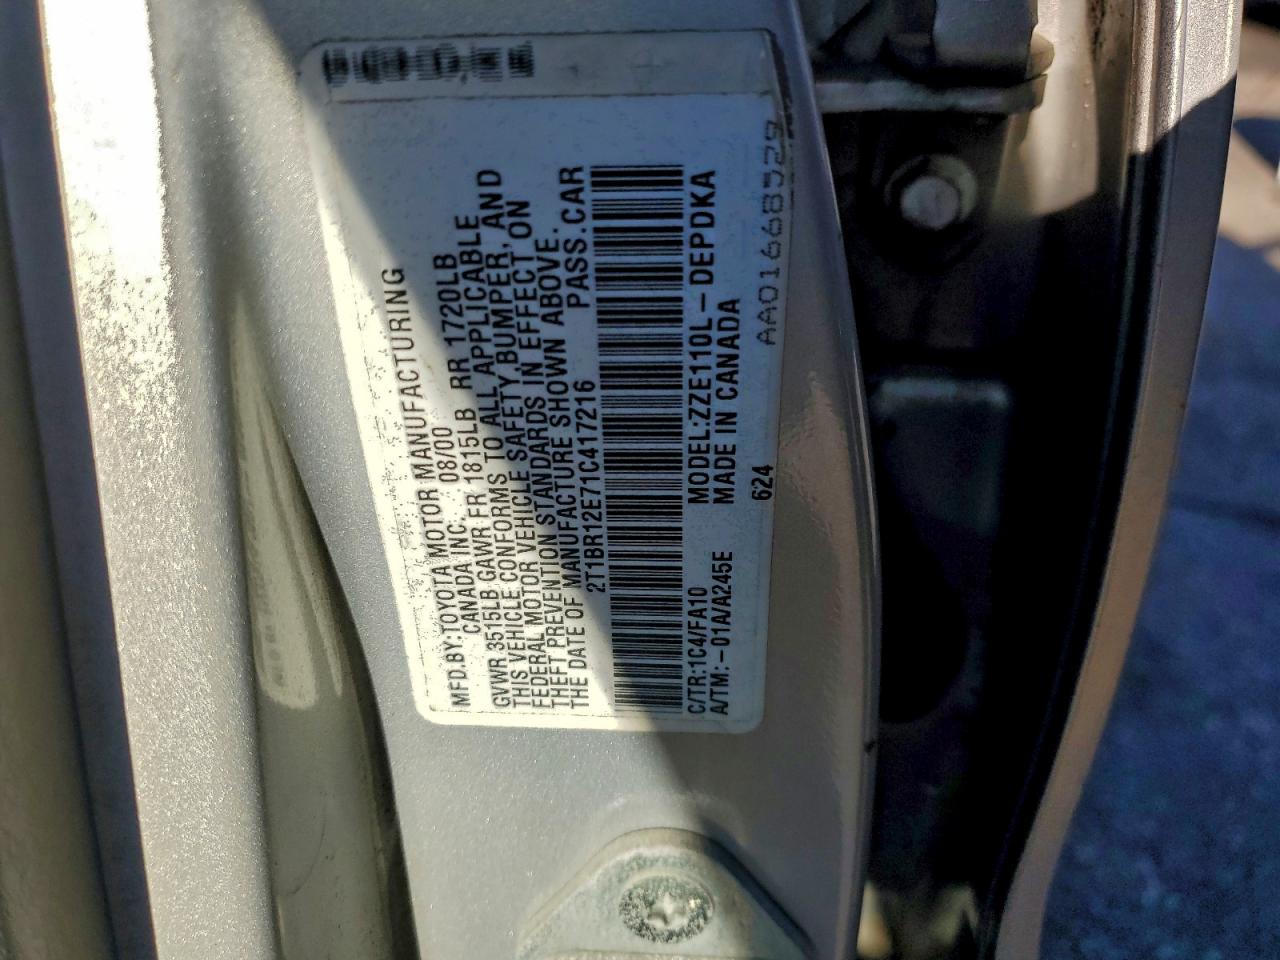 MFD.BY:TOYOTA MOTOR MANUFACTURING
CANADA INC. 08/00
GVWR 3515LB GAWR FR 1815LB RR 1720LB
THIS VEHICLE CONFORMS TO ALL APPLICABLE
FEDERAL MOTOR VEHICLE SAFETY, BUMPER, AND
THEFT PREVENTION STANDARDS IN EFFECT ON
THE DATE OF MANUFACTURE SHOWN ABOVE.
2T1BR12E71C417216 PASS.CAR
C/TR:1C4/FA10 MODEL:ZZE110L-DEPDKA
A/TM:-01A/A245E MADE IN CANADA
624 AA0166B529